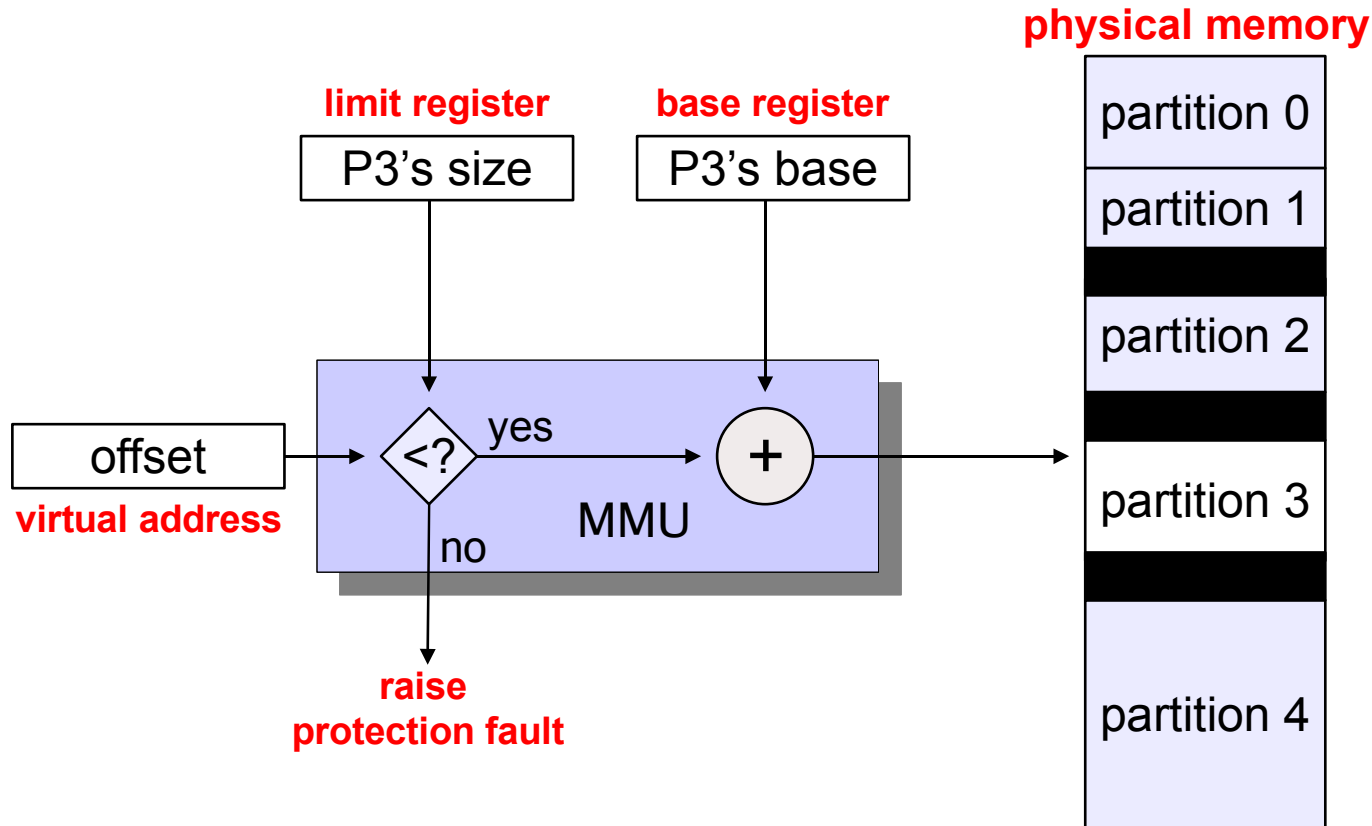 physical memory
limit register
base register
P3's size
P3's base
partition 0
partition 1
partition 2
partition 3
partition 4
offset
virtual address
<?
yes
+
MMU
no
raise
protection fault